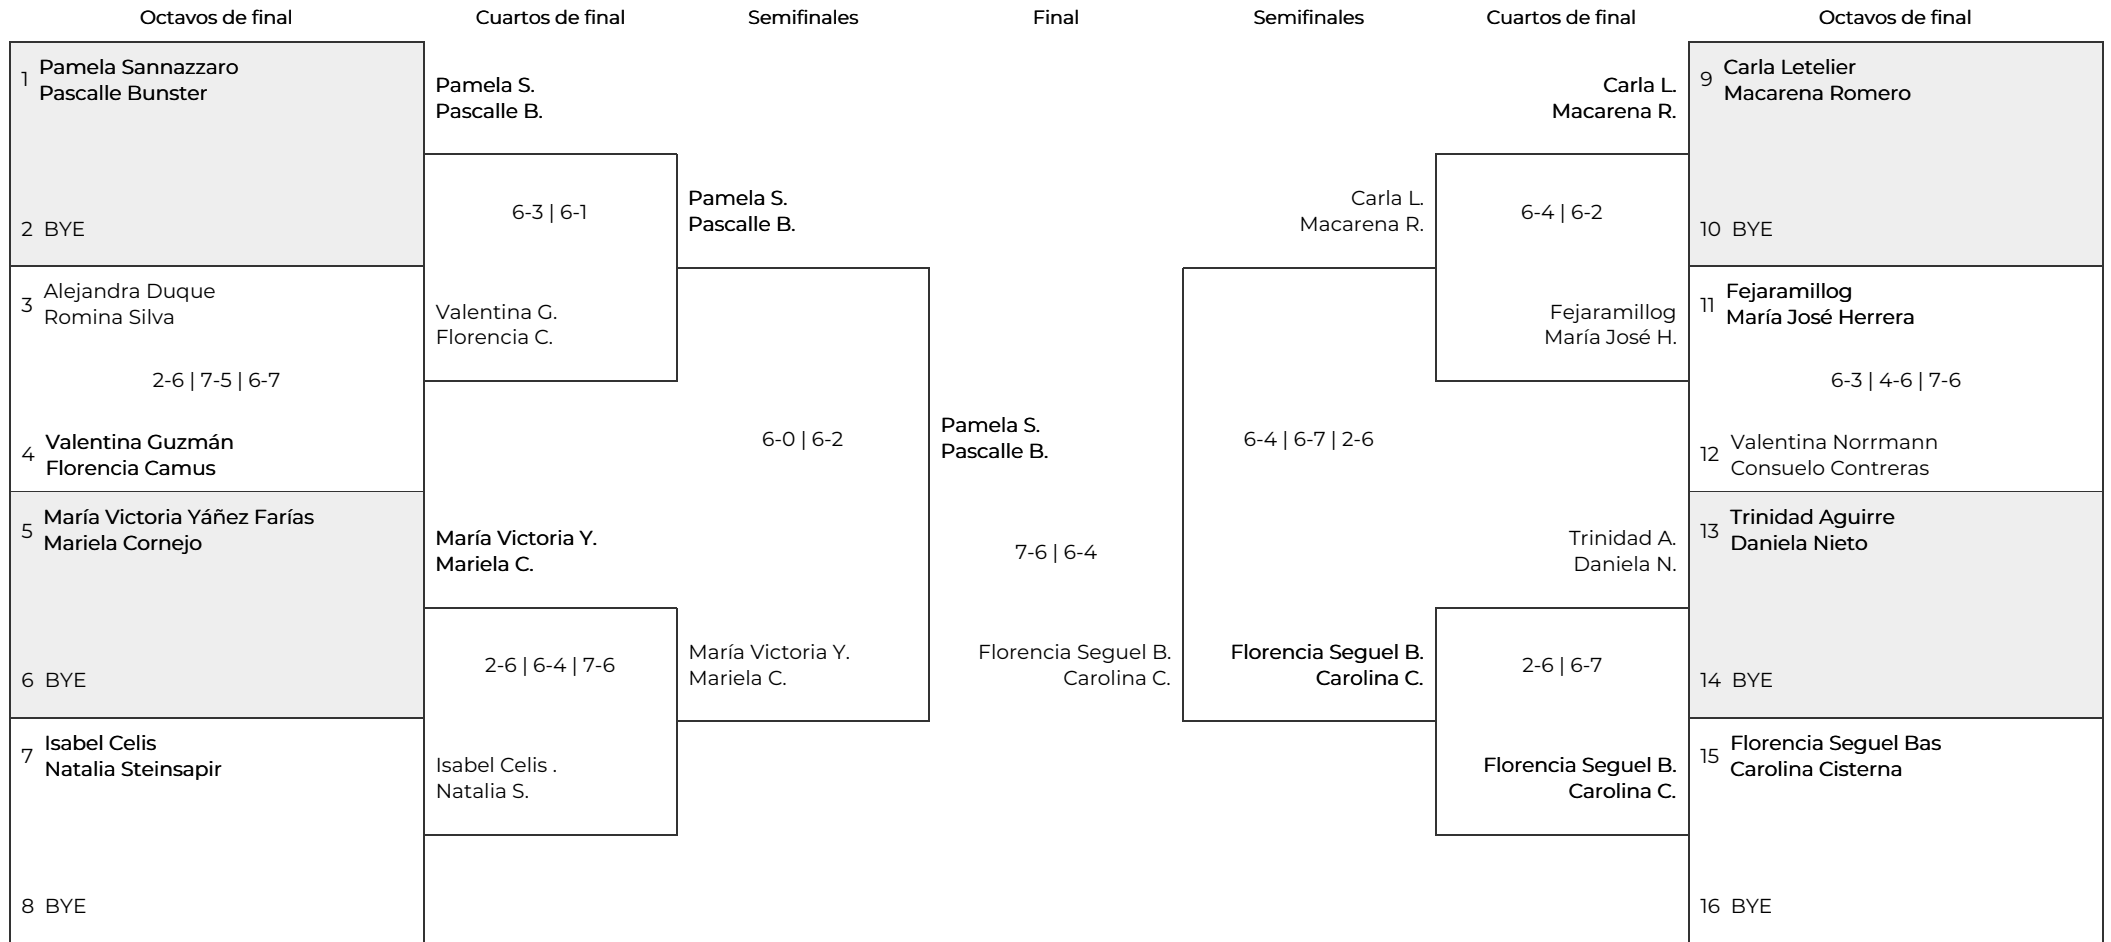 Octavos de final Cuartos de final Semifinales Final Semifinales Cuartos de final Octavos de final
1 Pamela Sannazzaro
Pascalle Bunster
2 BYE
3 Alejandra Duque
Romina Silva
2-6 | 7-5 | 6-7
4 Valentina Guzmán
Florencia Camus
5 María Victoria Yáñez Farías
Mariela Cornejo
6 BYE
7 Isabel Celis
Natalia Steinsapir
8 BYE
Pamela S.
Pascalle B.
6-3 | 6-1
Valentina G.
Florencia C.
María Victoria Y.
Mariela C.
2-6 | 6-4 | 7-6
Isabel Celis .
Natalia S.
Pamela S.
Pascalle B.
6-0 | 6-2
María Victoria Y.
Mariela C.
Pamela S.
Pascalle B.
7-6 | 6-4
Florencia Seguel B.
Carolina C.
Carla L.
Macarena R.
6-4 | 6-7 | 2-6
Florencia Seguel B.
Carolina C.
Carla L.
Macarena R.
6-4 | 6-2
Fejaramillog
María José H.
Trinidad A.
Daniela N.
2-6 | 6-7
Florencia Seguel B.
Carolina C.
9 Carla Letelier
Macarena Romero
10 BYE
11 Fejaramillog
María José Herrera
6-3 | 4-6 | 7-6
12 Valentina Norrmann
Consuelo Contreras
13 Trinidad Aguirre
Daniela Nieto
14 BYE
15 Florencia Seguel Bas
Carolina Cisterna
16 BYE